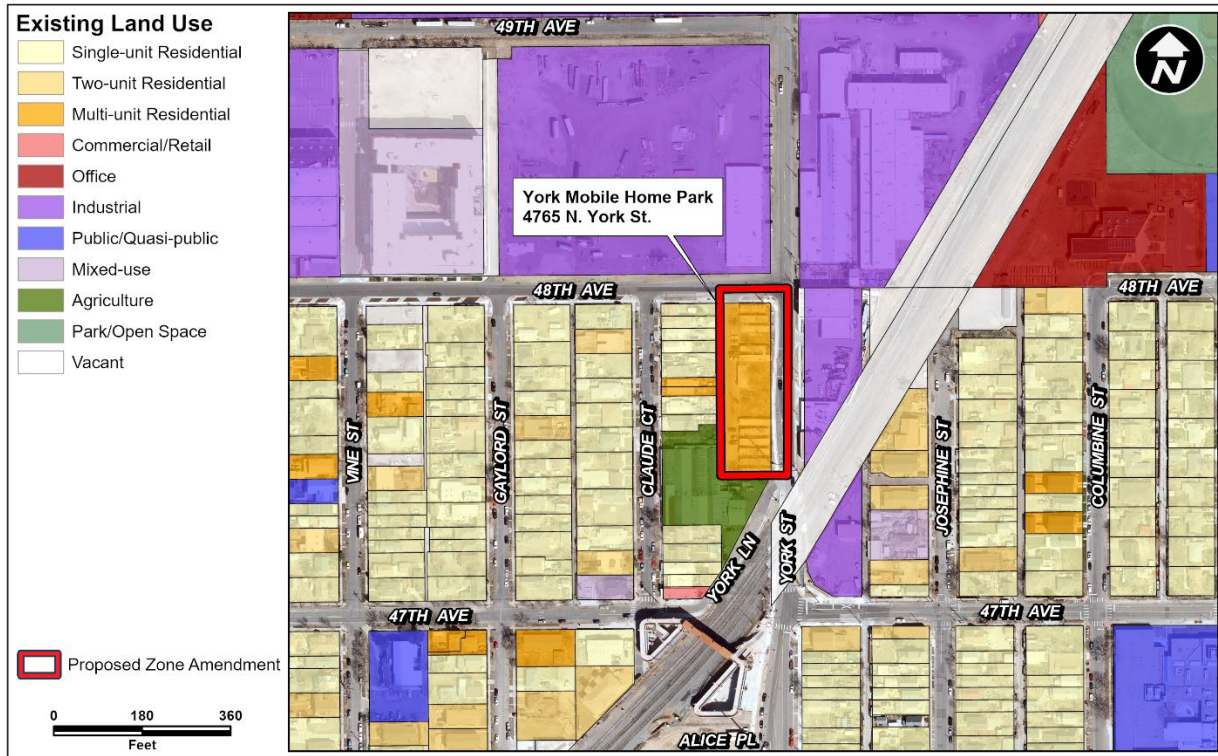 Existing Land Use
Single-unit Residential
Two-unit Residential
Multi-unit Residential
Commercial/Retail
Office
Industrial
Public/Quasi-public
Mixed-use
Agriculture
Park/Open Space
Vacant
Proposed Zone Amendment
0 180 360
Feet
49TH AVE
N
York Mobile Home Park
4765 N. York St.
48TH AVE
48TH AVE
VINE ST
GAYLORD ST
CLAUDE CT
YORK LN
YORK ST
JOSEPHINE ST
COLUMBINE ST
47TH AVE
47TH AVE
ALICE PL